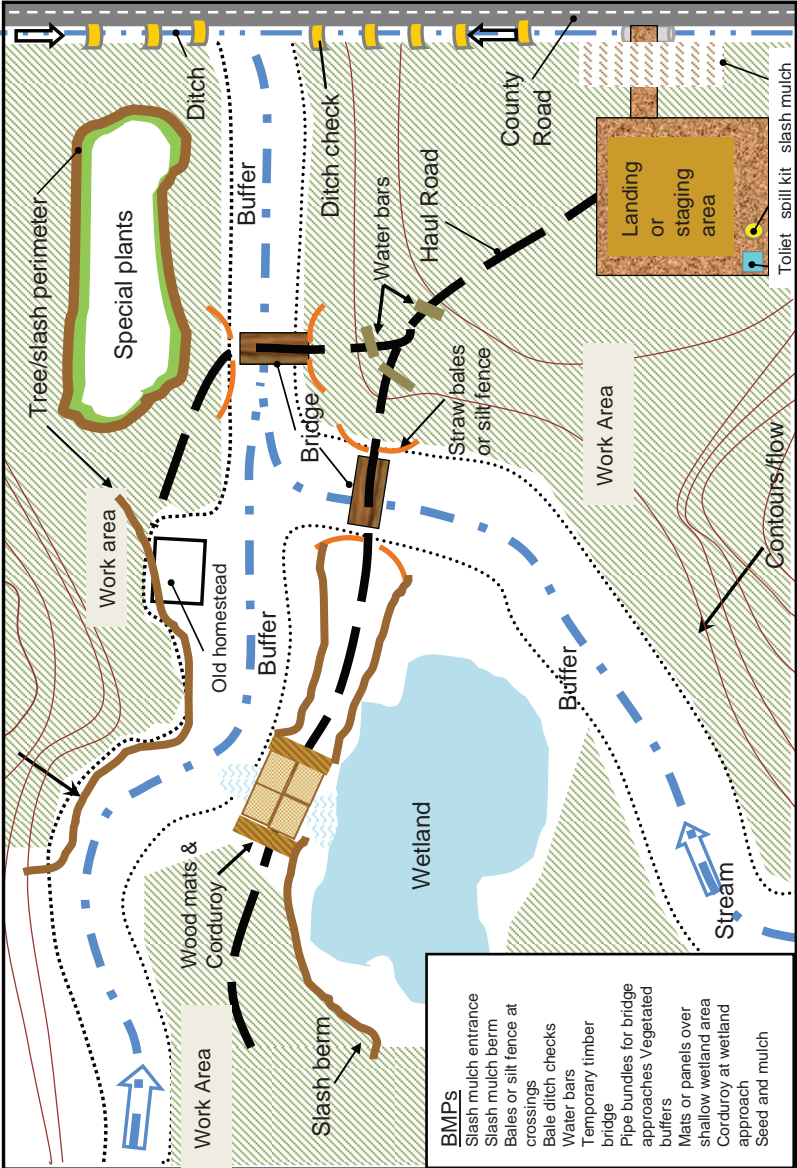 Ditch
Ditch check
County
Road
slash mulch
spill kit
Toliet
Tree/slash perimeter
Special plants
Buffer
Water bars
Haul Road
Landing
or
staging
area
Bridge
Straw bales
or silt fence
Work Area
Work area
Old homestead
Buffer
Buffer
Contours/flow
Wood mats &
Corduroy
Wetland
Stream
Work Area
Slash berm
BMPs
Slash mulch entrance
Slash mulch berm
Bales or silt fence at
crossings
Bale ditch checks
Water bars
Temporary timber
bridge
Pipe bundles for bridge
approaches Vegetated
buffers
Mats or panels over
shallow wetland area
Corduroy at wetland
approach
Seed and mulch